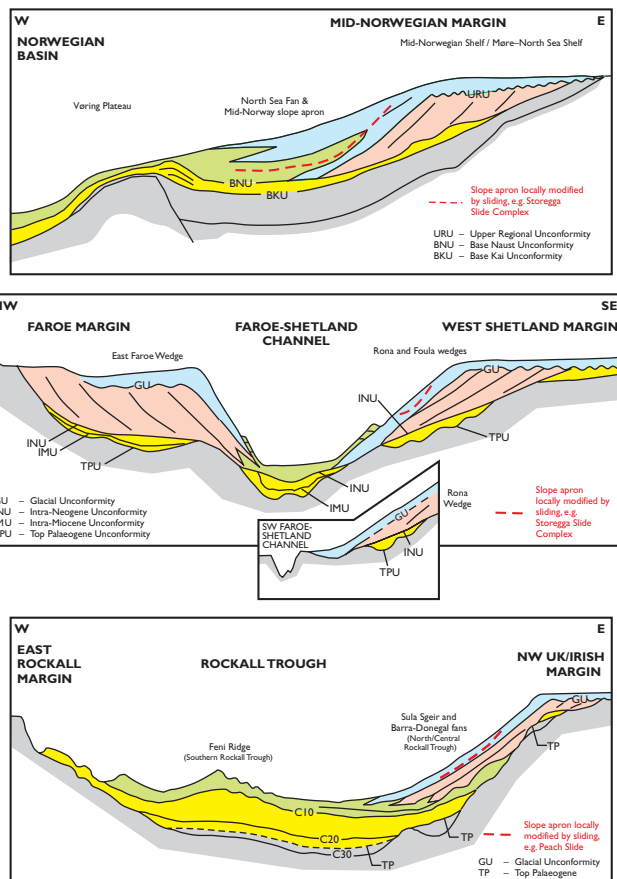 W
MID-NORWEGIAN MARGIN
E
NORWEGIAN
BASIN
Mid-Norwegian Shelf / Møre–North Sea Shelf
Vøring Plateau
North Sea Fan &
Mid-Norway slope apron
URU
BNU
BKU
Slope apron locally
modified by sliding,
e.g. Storegga
Slide Complex
URU – Upper Regional Unconformity
BNU – Base Naust Unconformity
BKU – Base Kai Unconformity
NW
SE
FAROE MARGIN
FAROE-SHETLAND
CHANNEL
WEST SHETLAND MARGIN
East Faroe Wedge
Rona and Foula wedges
GU
GU
INU
INU
IMU
TPU
TPU
INU
IMU
GU – Glacial Unconformity
INU – Intra-Neogene Unconformity
IMU – Intra-Miocene Unconformity
TPU – Top Palaeogene Unconformity
SW FAROE-
SHETLAND
CHANNEL
GU
INU
TPU
Rona
Wedge
Slope apron
locally modified by
sliding, e.g.
Storegga Slide
Complex
W
E
EAST
ROCKALL
MARGIN
ROCKALL TROUGH
NW UK/IRISH
MARGIN
GU
Sula Sgeir and
Barra-Donegal fans
(North/Central
Rockall Trough)
Feni Ridge
(Southern Rockall Trough)
TP
C10
C20
C30
TP
TP
Slope apron locally
modified by sliding,
e.g. Peach Slide
GU – Glacial Unconformity
TP – Top Palaeogene